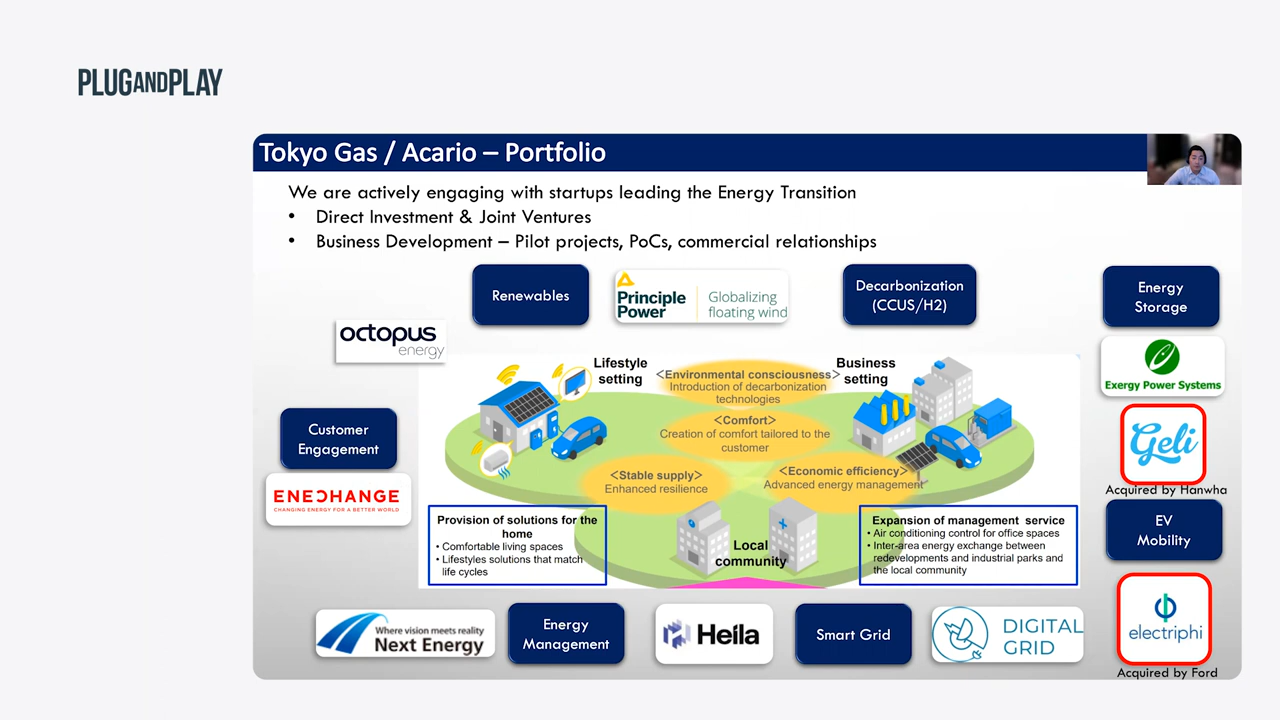 PLUGANDPLAY
Tokyo Gas / Acario – Portfolio
We are actively engaging with startups leading the Energy Transition
• Direct Investment & Joint Ventures
• Business Development – Pilot projects, PoCs, commercial relationships
Renewables
Principle
Power
Globalizing
floating wind
Decarbonization
(CCUS/H2)
Energy
Storage
octopus
energy
Exergy Power Systems
Lifestyle
setting
<Environmental consciousness>
Introduction of decarbonization
technologies
Business
setting
<Comfort>
Creation of comfort tailored to the
customer
Customer
Engagement
Geli
Acquired by Hanwha
<Stable supply>
Enhanced resilience
<Economic efficiency>
Advanced energy management
ENECHANGE
CHANGING ENERGY FOR A BETTER WORLD
Provision of solutions for the
home
• Comfortable living spaces
• Lifestyles solutions that match
life cycles
Local
community
Expansion of management service
• Air conditioning control for office spaces
• Inter-area energy exchange between
redevelopments and industrial parks and
the local community
EV
Mobility
electriphi
Acquired by Ford
Where vision meets reality
Next Energy
Energy
Management
Heila
Smart Grid
DIGITAL
GRID